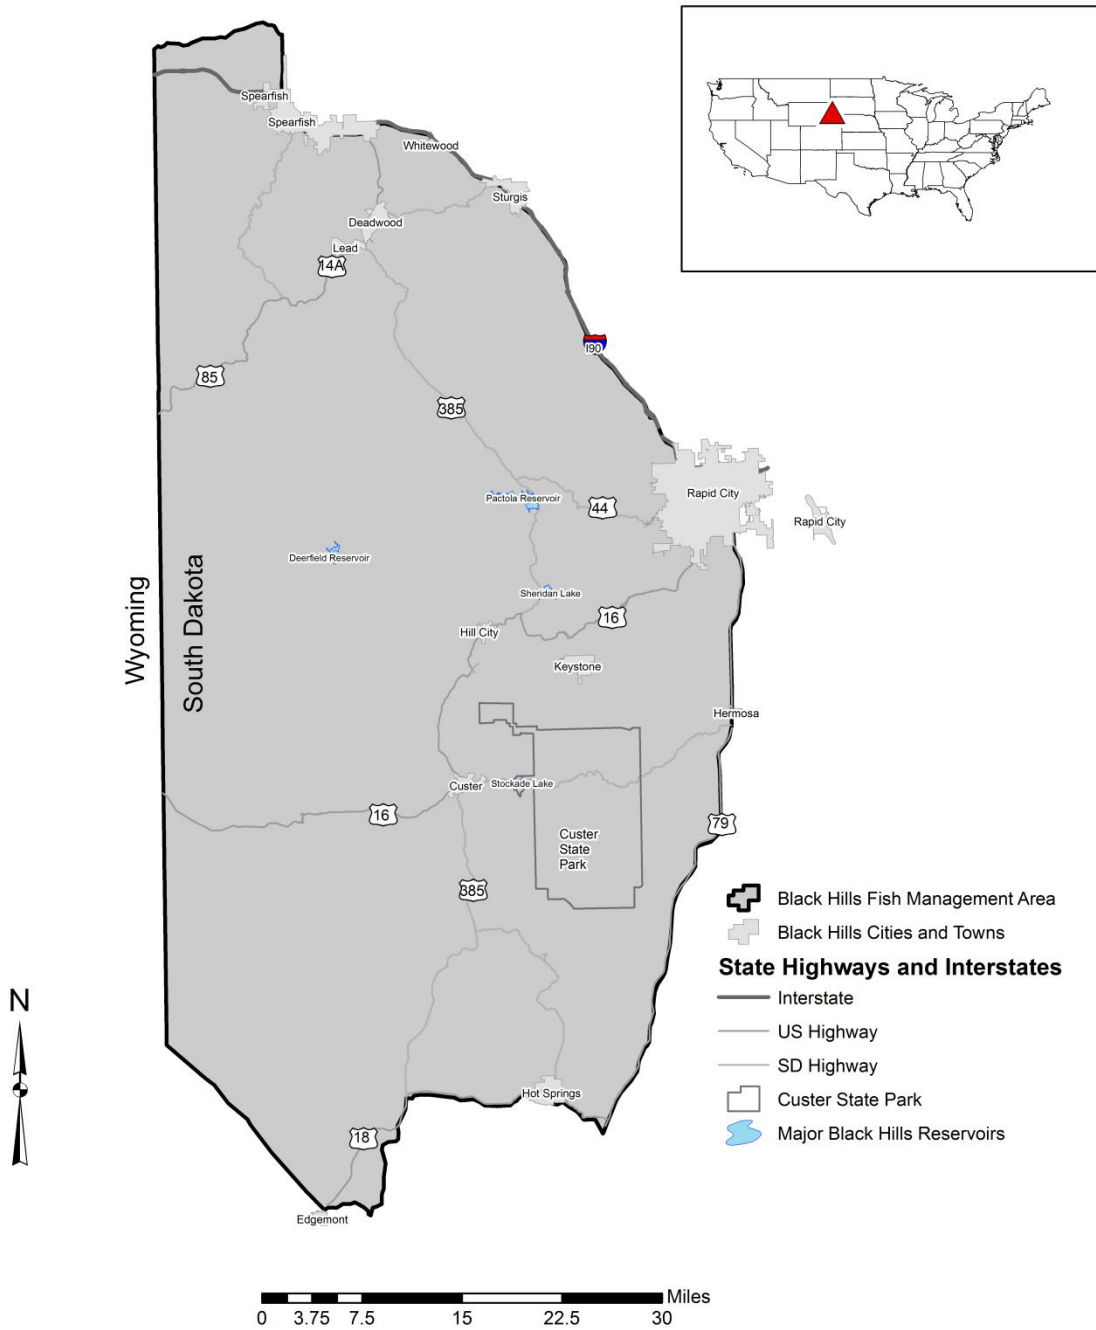 Spearfish
Spearfish
Whitewood
Sturgis
Deadwood
Lead
14A
I90
85
385
Rapid City
Pactola Reservoir
44
Rapid City
Deerfield Reservoir
Sheridan Lake
Wyoming
South Dakota
16
Hill City
Keystone
Hermosa
Custer
Stockade Lake
16
79
Custer
State
Park
385
Black Hills Fish Management Area
Black Hills Cities and Towns
State Highways and Interstates
Interstate
US Highway
SD Highway
Custer State Park
Major Black Hills Reservoirs
N
Hot Springs
18
Edgemont
Miles
0 3.75 7.5 15 22.5 30